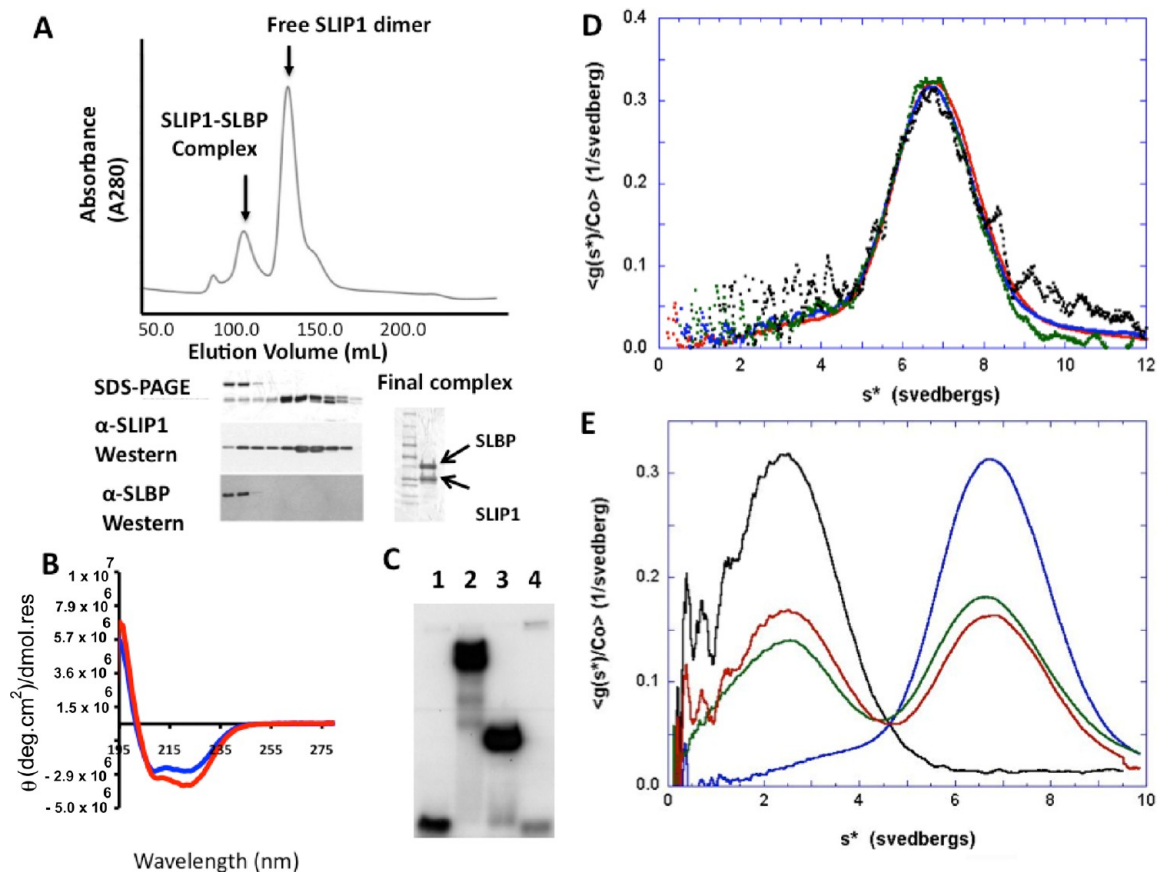 A
Free SLIP1 dimer
SLIP1-SLBP
Complex
Absorbance
(A280)
50.0 100.0 150.0 200.0
Elution Volume (mL)
SDS-PAGE
α-SLIP1
Western
α-SLBP
Western
Final complex
SLBP
SLIP1
B
7
1 x 10
6
7.9 x 10
6
5.7 x 10
6
3.6 x 10
6
1.5 x 10
195 215 235 255 275
6
-2.9 x 10
6
-5.0 x 10
6
θ (deg.cm²)/dmol.res
Wavelength (nm)
C
1 2 3 4
D
0.4
0.3
0.2
0.1
0.0
<g(s*)/Co> (1/svedberg)
0 2 4 6 8 10 12
s* (svedbergs)
E
0.3
0.2
0.1
0.0
<g(s*)/Co> (1/svedberg)
0 2 4 6 8 10
s* (svedbergs)